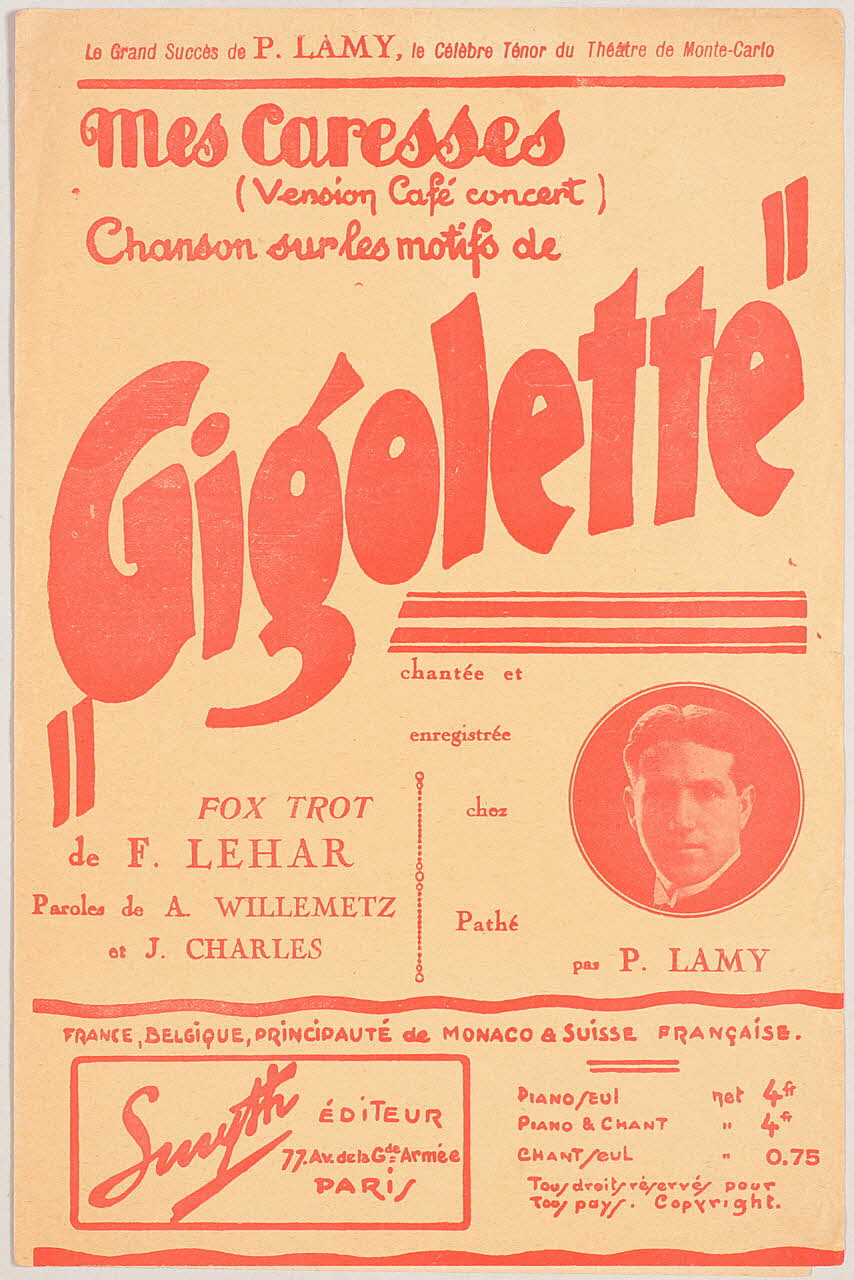 Le Grand Succès de P. LAMY, le Célèbre Ténor du Théâtre de Monte-Carlo
Mes Caresses
(Version Café concert)
Chanson sur les motifs de
"Gigolette"
chantée et
enregistrée
chez
Pathé
par P. LAMY
FOX TROT
de F. LEHAR
Paroles de A. WILLEMETZ
et J. CHARLES
FRANCE, BELGIQUE, PRINCIPAUTÉ de MONACO & SUISSE FRANÇAISE.
Smyth
ÉDITEUR
77. Av. de la Gde Armée
PARIS
PIANO SEUL net 4fr
PIANO & CHANT " 4fr
CHANT SEUL " 0.75
Tous droits réservés pour
Tous pays. Copyright.